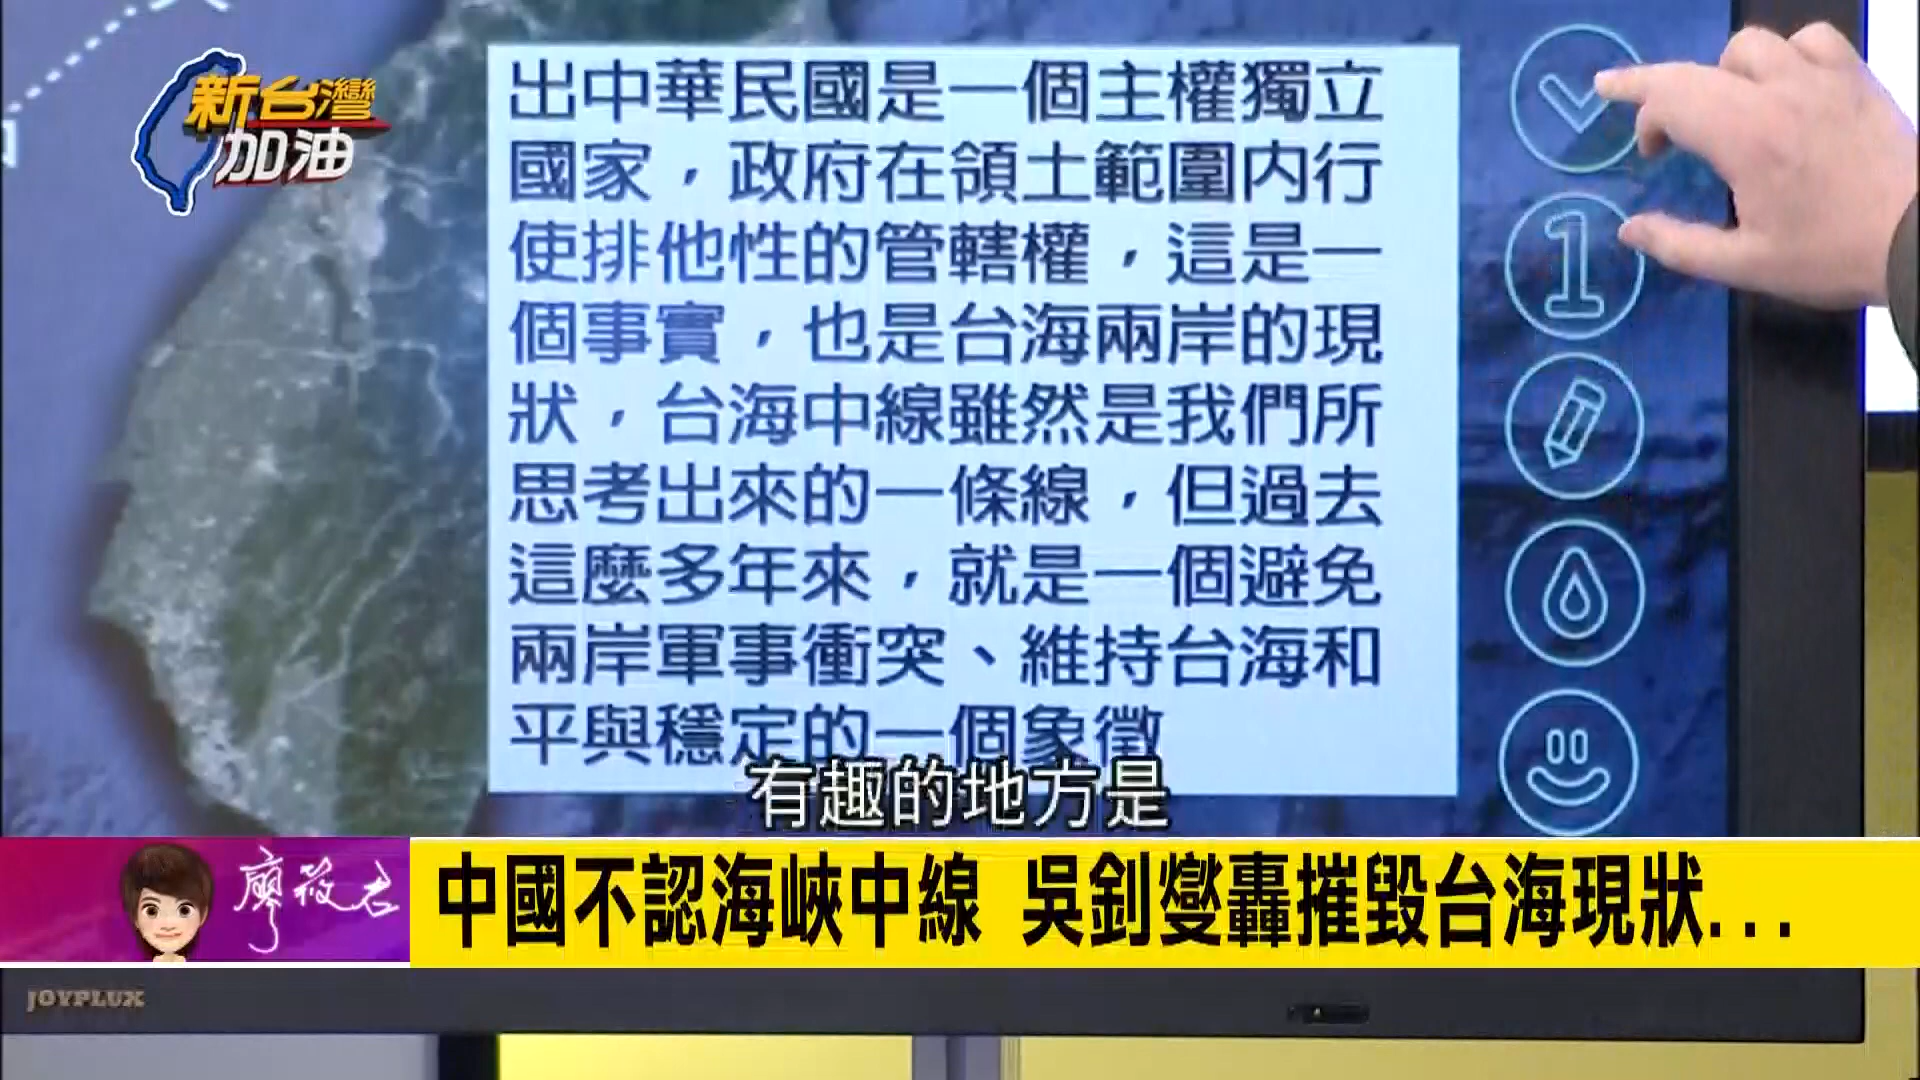 新台灣
加油
出中華民國是一個主權獨立
國家，政府在領土範圍內行
使排他性的管轄權，這是一
個事實，也是台海兩岸的現
狀，台海中線雖然是我們所
思考出來的一條線，但過去
這麼多年來，就是一個避免
兩岸軍事衝突、維持台海和
平與穩定的一個象徵
1
有趣的地方是
廖筱君
中國不認海峽中線 吳釗燮轟摧毀台海現狀...
JOYPLUX